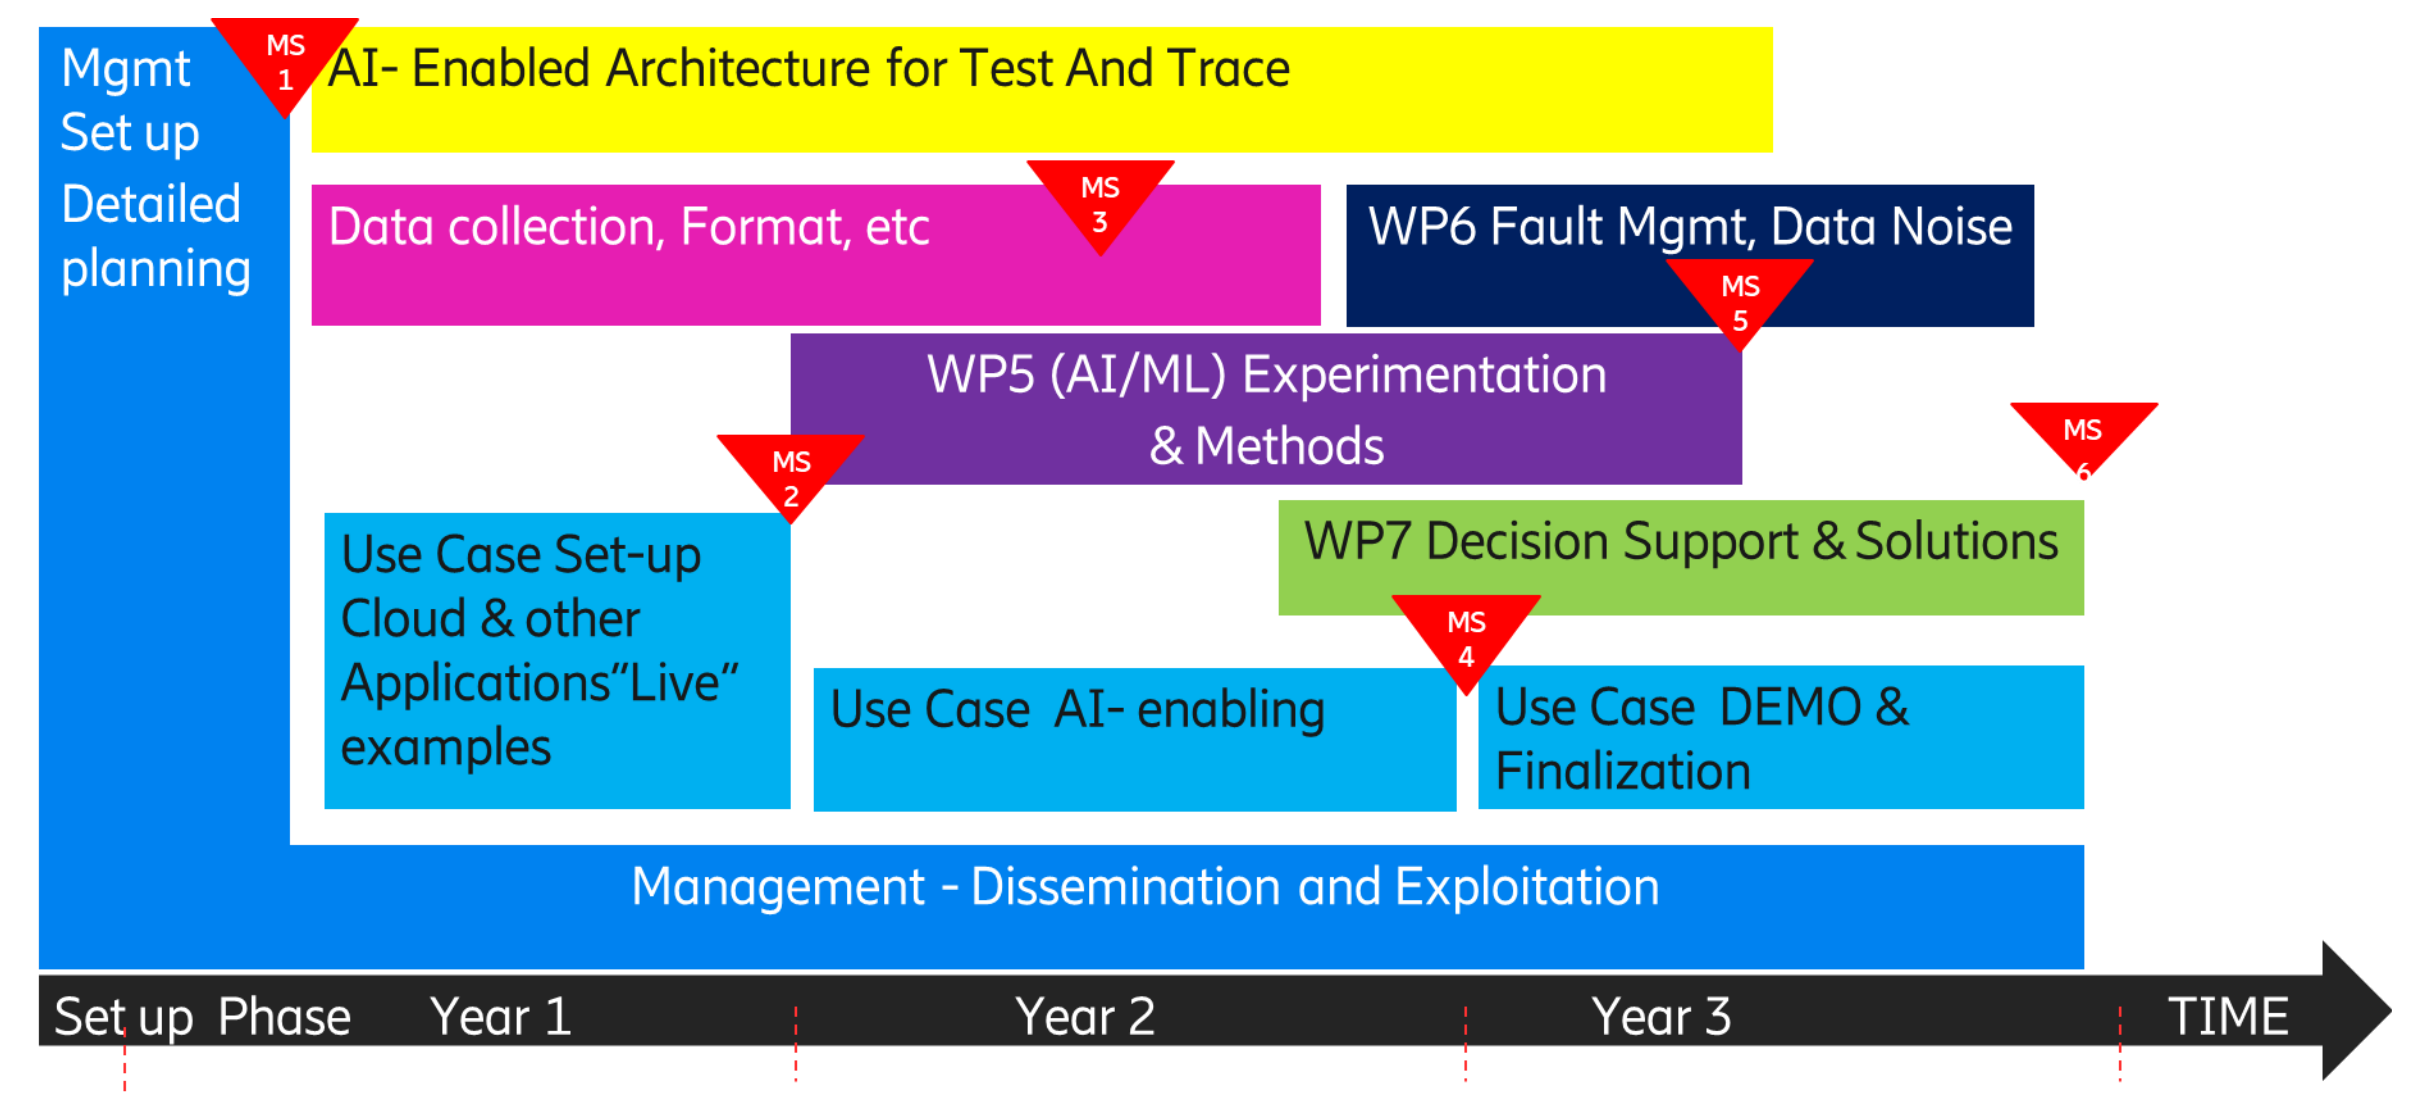 Mgmt
Set up
Detailed
planning
MS
1
AI- Enabled Architecture for Test And Trace
Data collection, Format, etc
MS
3
WP6 Fault Mgmt, Data Noise
MS
5
WP5 (AI/ML) Experimentation
& Methods
MS
2
MS
6
Use Case Set-up
Cloud & other
Applications“Live“
examples
WP7 Decision Support & Solutions
MS
4
Use Case AI- enabling
Use Case DEMO &
Finalization
Management - Dissemination and Exploitation
Set up Phase Year 1 Year 2 Year 3 TIME